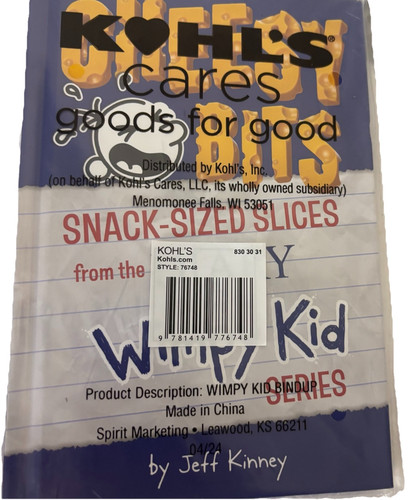 CHEESY
KOHL'S®
cares
goods for good
BITS
Distributed by Kohl's, Inc.
(on behalf of Kohl's Cares, LLC, its wholly owned subsidiary)
Menomonee Falls, WI 53051
SNACK-SIZED SLICES
from the
Y
KOHL'S 830 30 31
Kohls.com
STYLE: 76748
9 781419 776748
Wimpy Kid
Product Description: WIMPY KID BINDUP
SERIES
Made in China
Spirit Marketing • Leawood, KS 66211
04/24
by Jeff Kinney